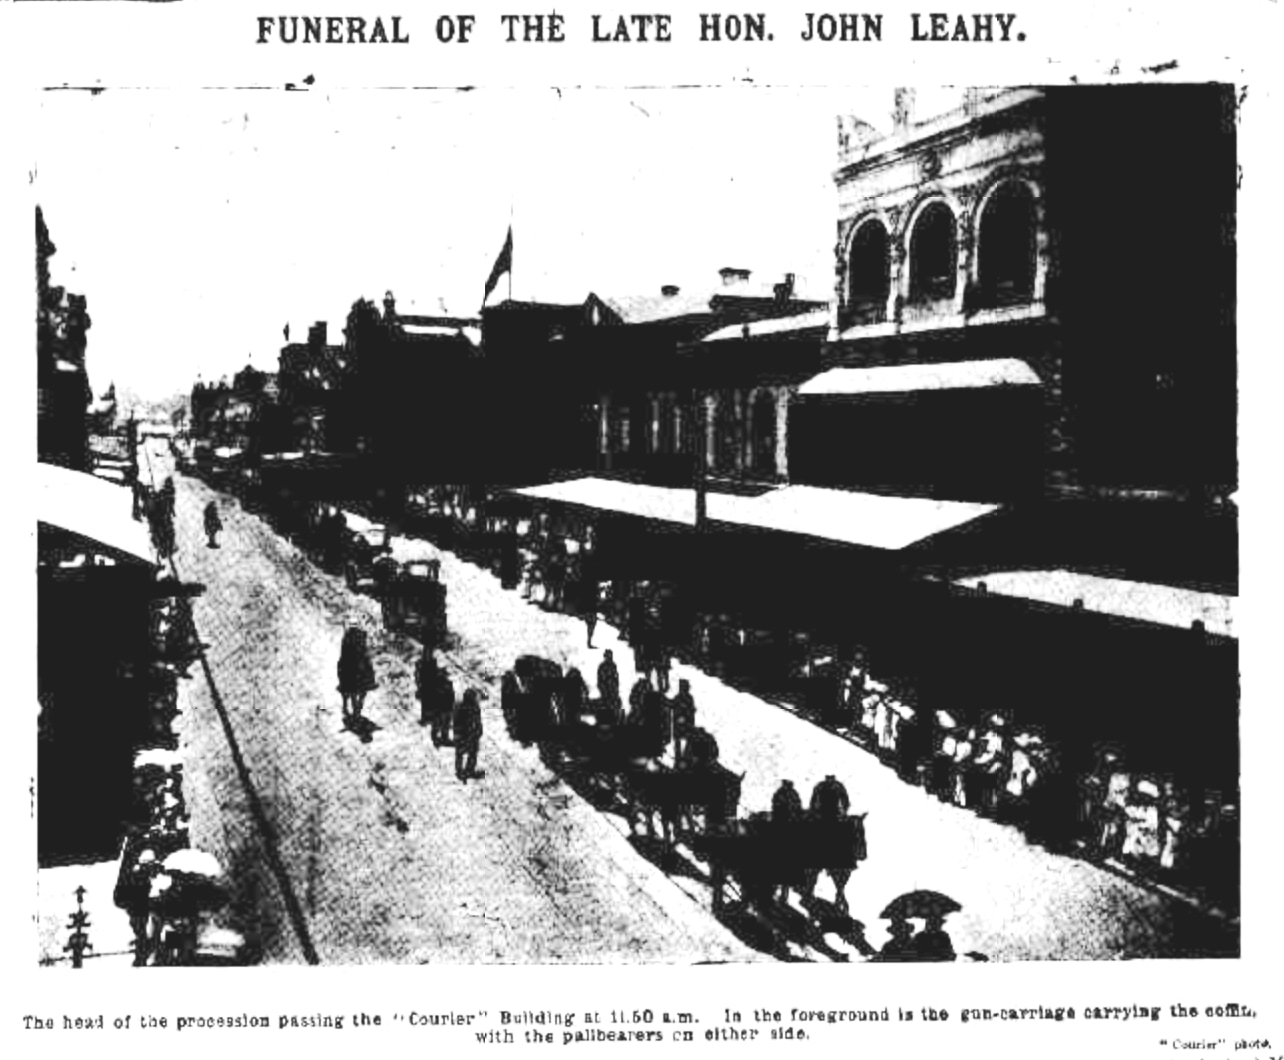 FUNERAL OF THE LATE HON. JOHN LEAHY.
The head of the procession passing the "Courier" Building at 11.50 a.m. In the foreground is the gun-carriage carrying the coffin,
with the pallbearers on either side.
"Courier" photo.